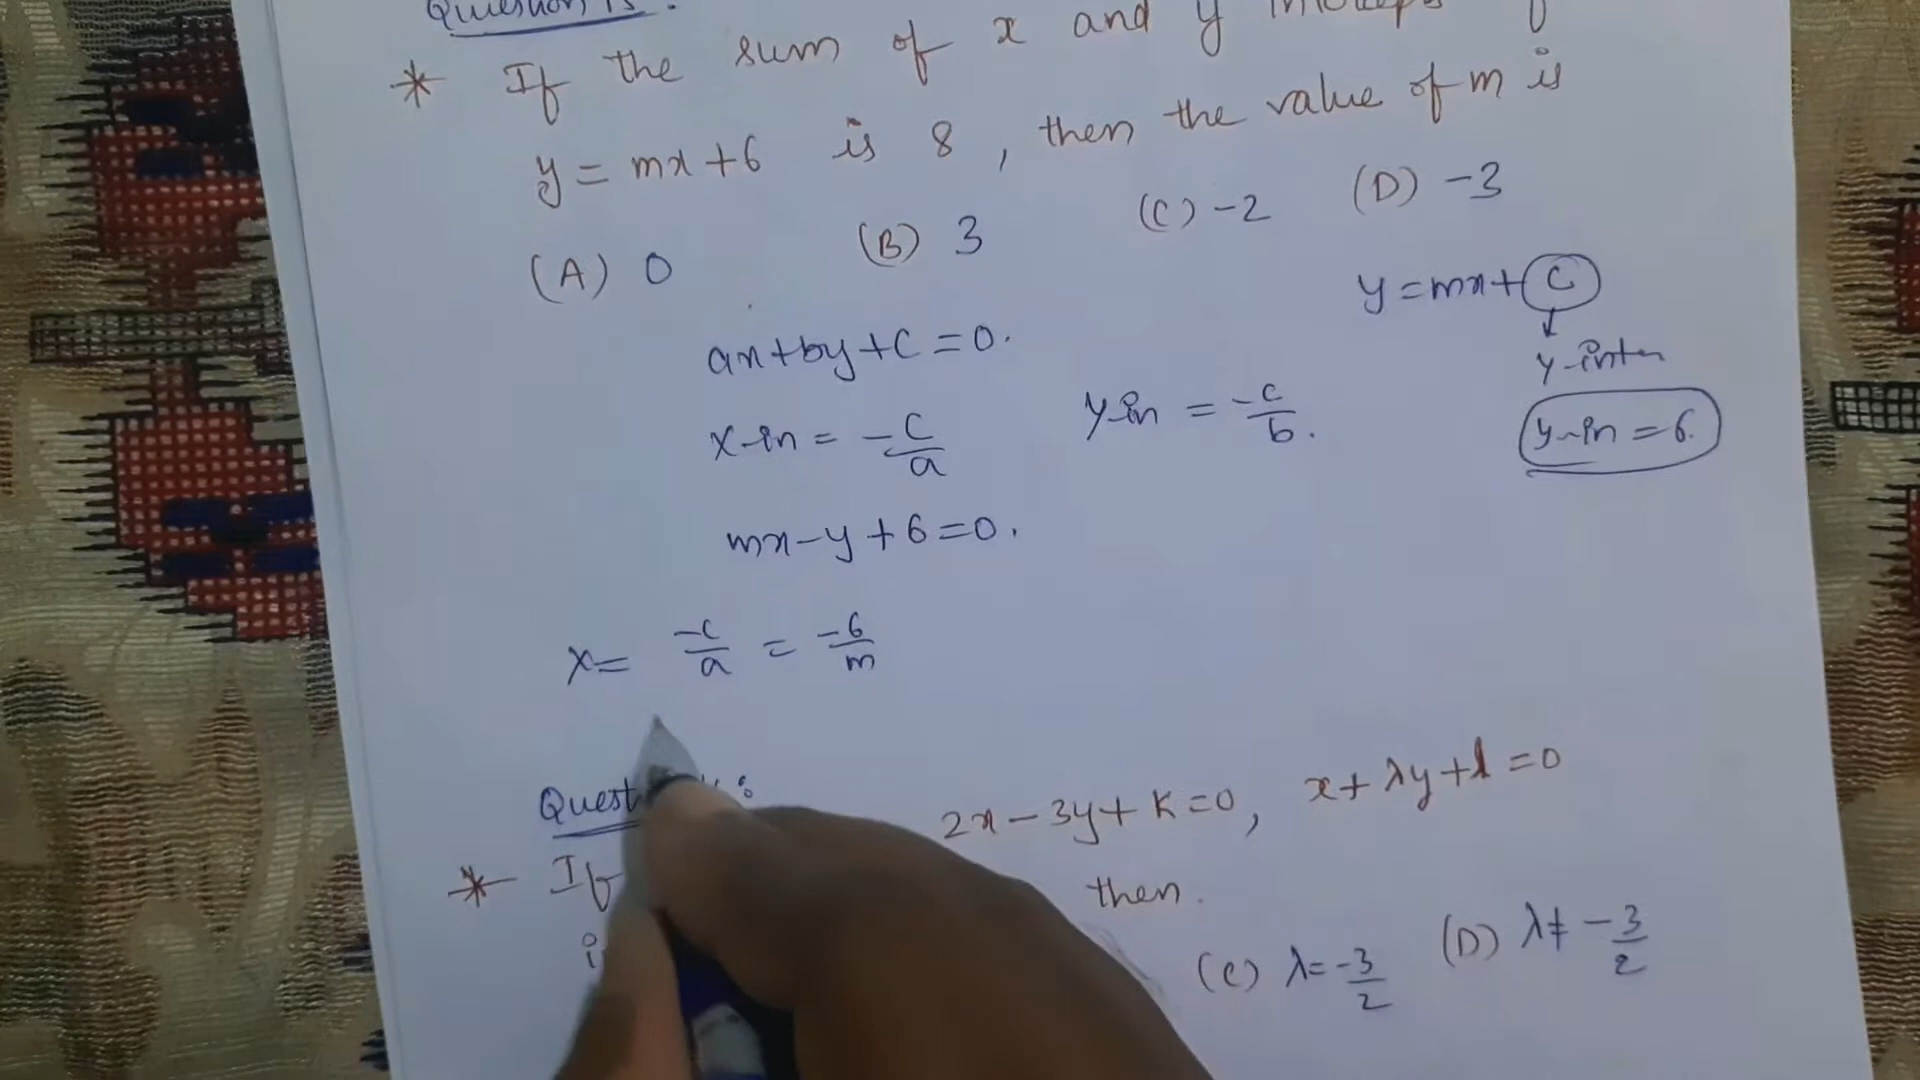 Question
* If the sum of x and y
y = mx + 6 is 8 , then the value of m is
(A) 0 (B) 3 (C) -2 (D) -3
y = mx + c
↓
y-inter
y-in = 6.
ax + by + c = 0.
x-in = -c/a y-in = -c/b.
mx - y + 6 = 0.
x = -c/a = -6/m
* If 2x - 3y + k = 0, x + λy + 1 = 0
then.
(C) λ = -3/2 (D) λ ≠ -3/2